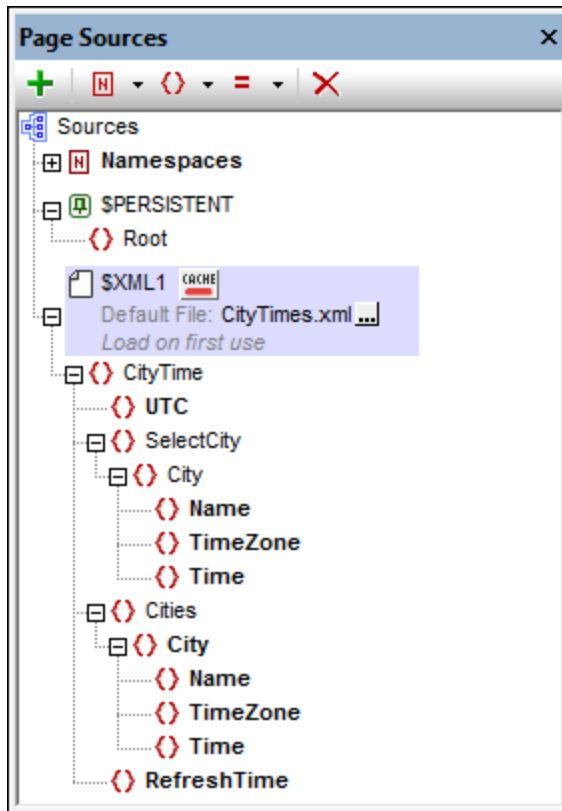 Page Sources
Sources
Namespaces
$PERSISTENT
Root
$XML1 CACHE
Default File: CityTimes.xml ...
Load on first use
CityTime
UTC
SelectCity
City
Name
TimeZone
Time
Cities
City
Name
TimeZone
Time
RefreshTime